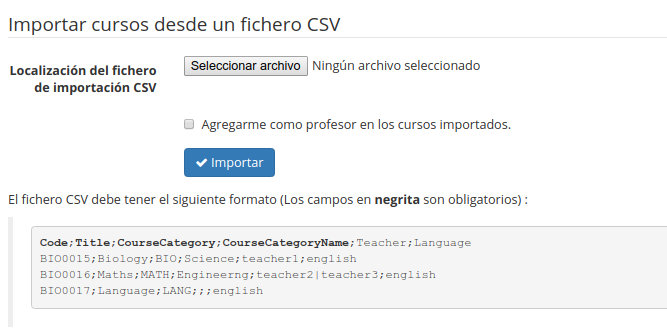 Importar cursos desde un fichero CSV
Localización del fichero de importación CSV
Seleccionar archivo Ningún archivo seleccionado
Agregarme como profesor en los cursos importados.
Importar
El fichero CSV debe tener el siguiente formato (Los campos en negrita son obligatorios) :
Code;Title;CourseCategory;CourseCategoryName;Teacher;Language
BIO0015;Biology;BIO;Science;teacher1;english
BIO0016;Maths;MATH;Engineerng;teacher2|teacher3;english
BIO0017;Language;LANG;;;english